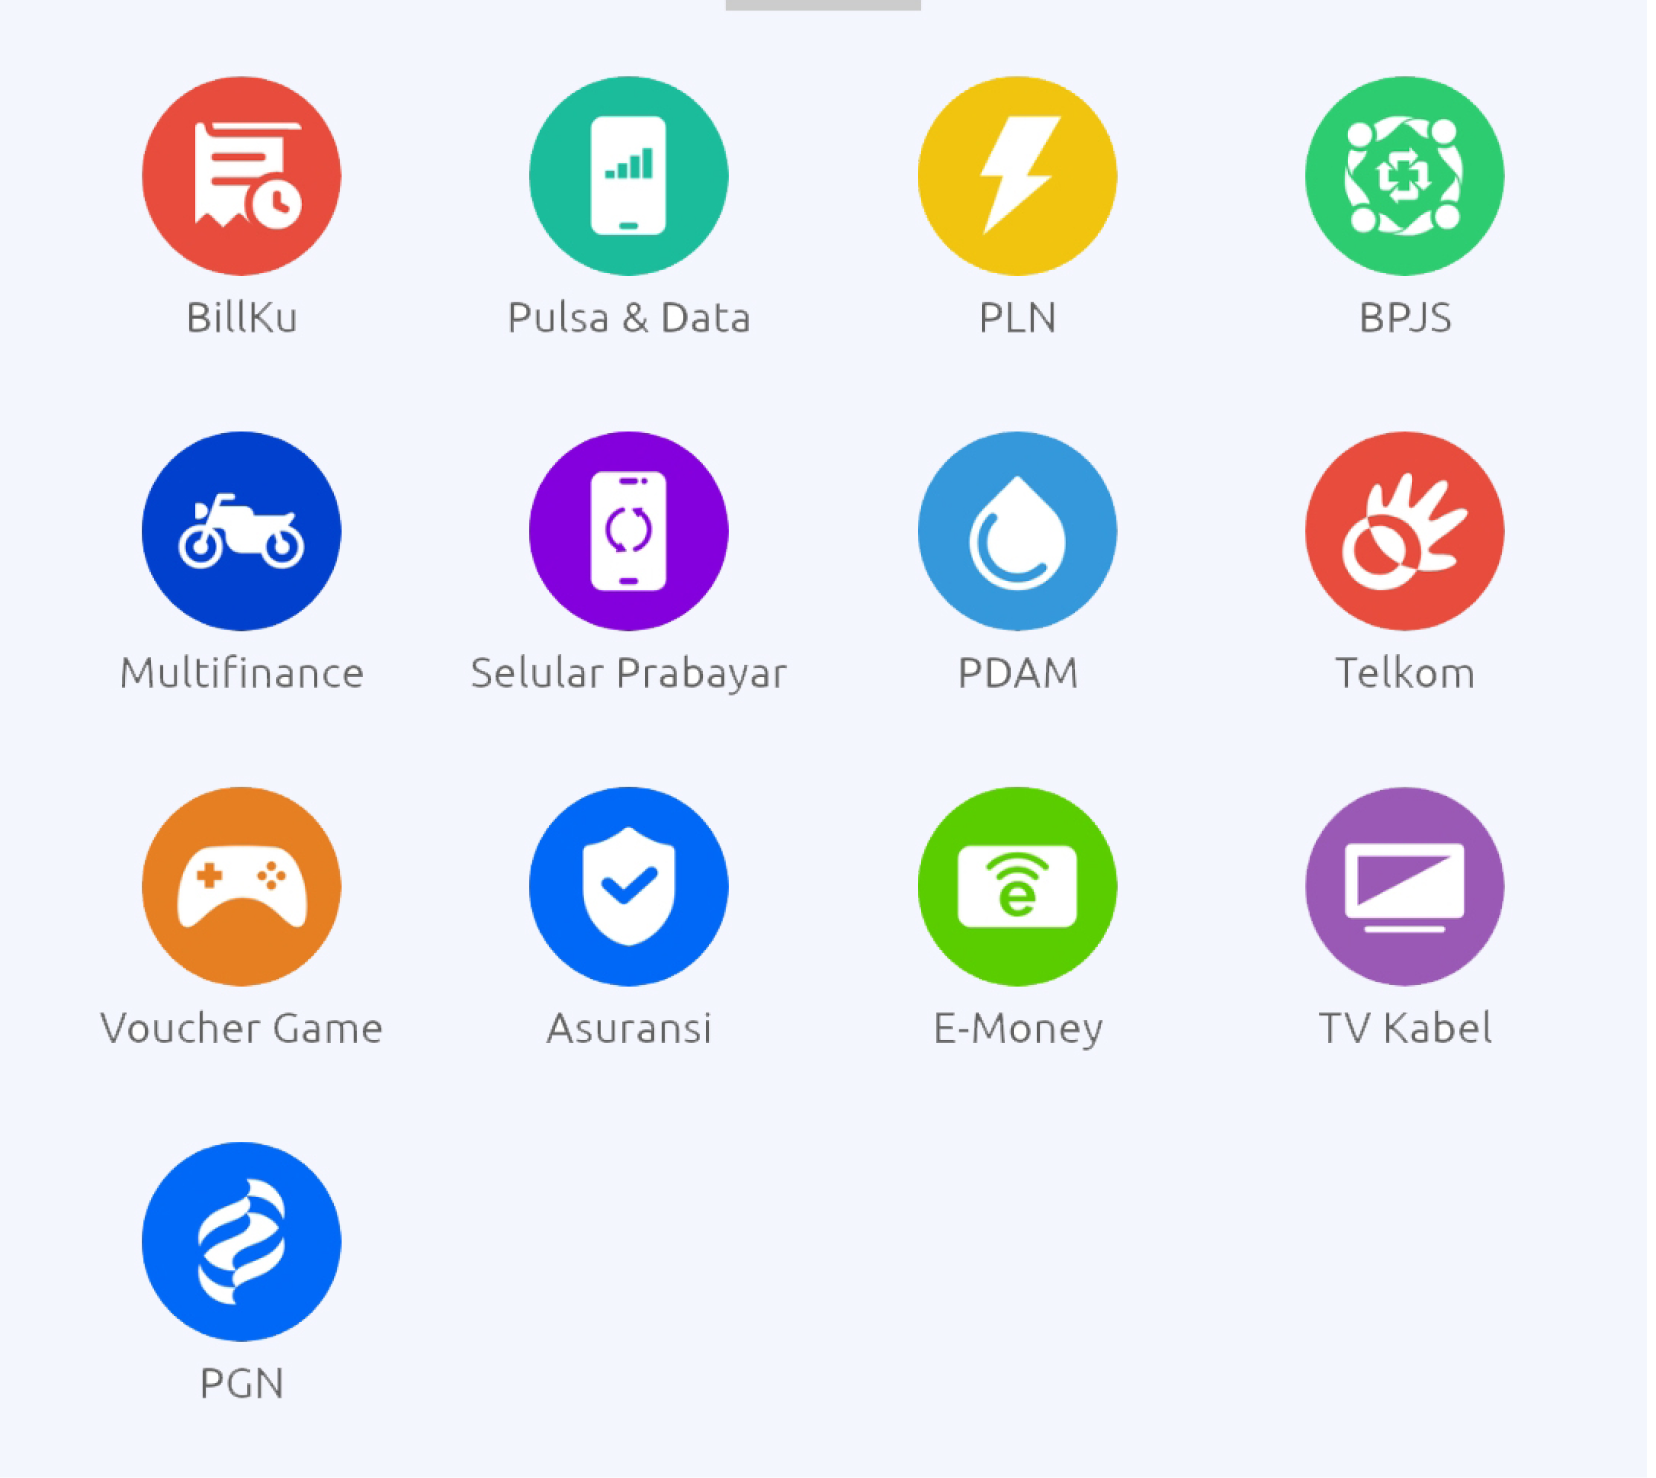 BillKu
Pulsa & Data
PLN
BPJS
Multifinance
Selular Prabayar
PDAM
Telkom
Voucher Game
Asuransi
E-Money
TV Kabel
PGN